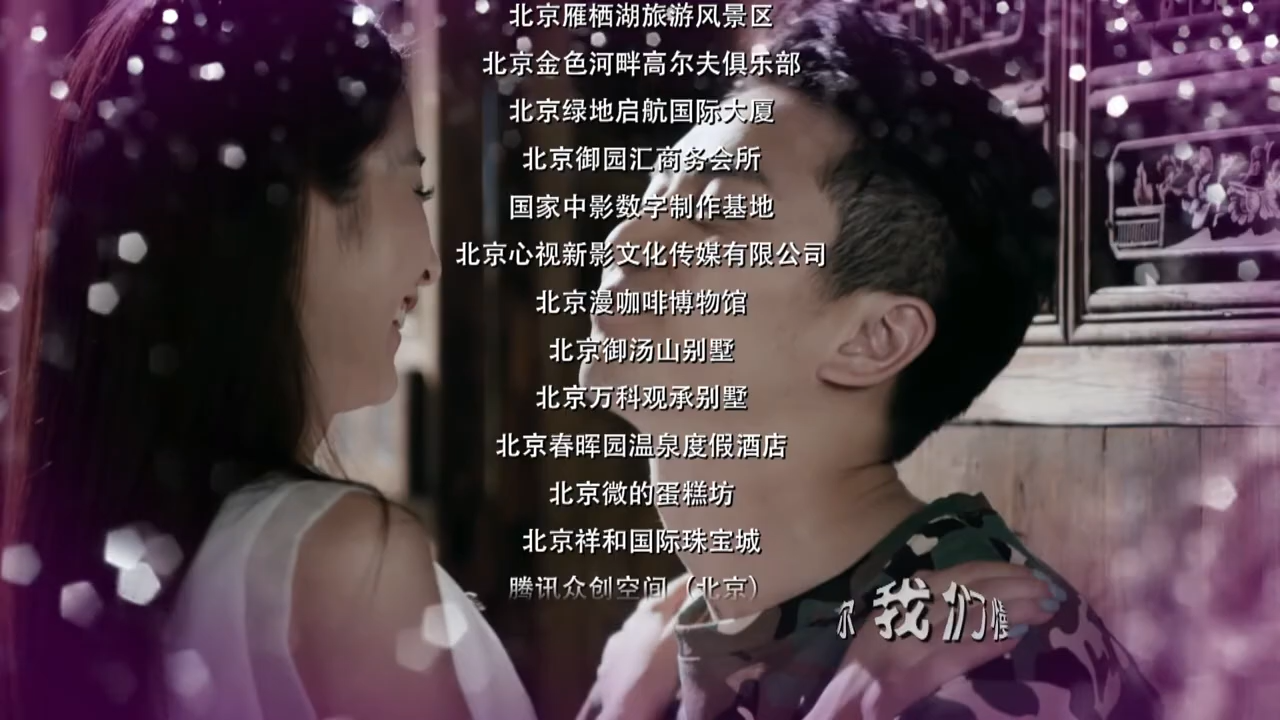 北京雁栖湖旅游风景区
北京金色河畔高尔夫俱乐部
北京绿地启航国际大厦
北京御园汇商务会所
国家中影数字制作基地
北京心视新影文化传媒有限公司
北京漫咖啡博物馆
北京御汤山别墅
北京万科观承别墅
北京春晖园温泉度假酒店
北京微的蛋糕坊
北京祥和国际珠宝城
腾讯众创空间（北京）
尔我们